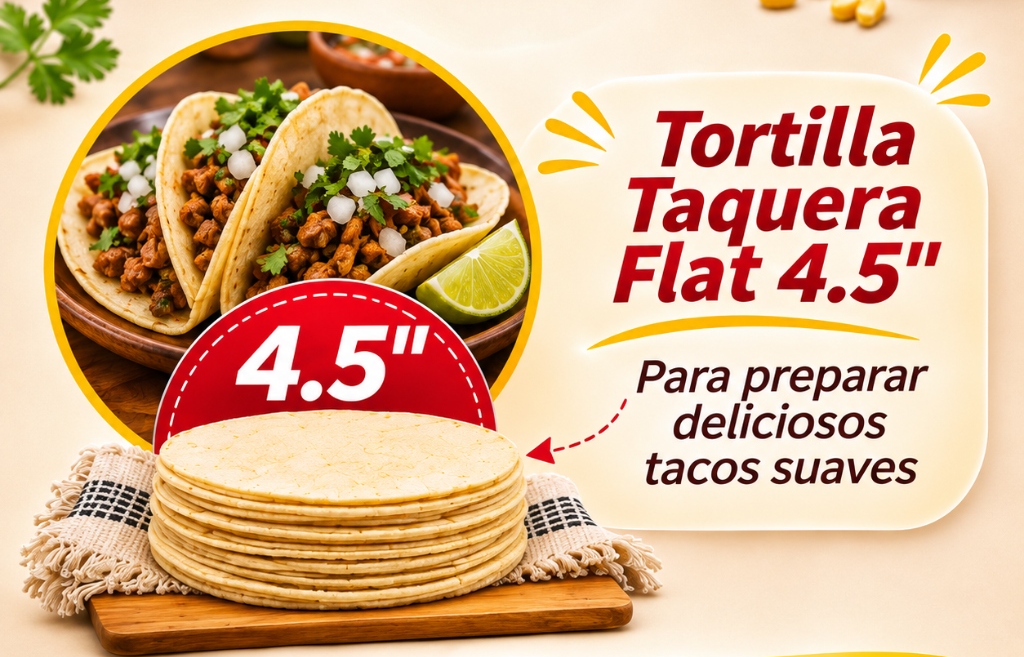 Tortilla
Taquera
Flat 4.5"
4.5"
Para preparar
deliciosos
tacos suaves